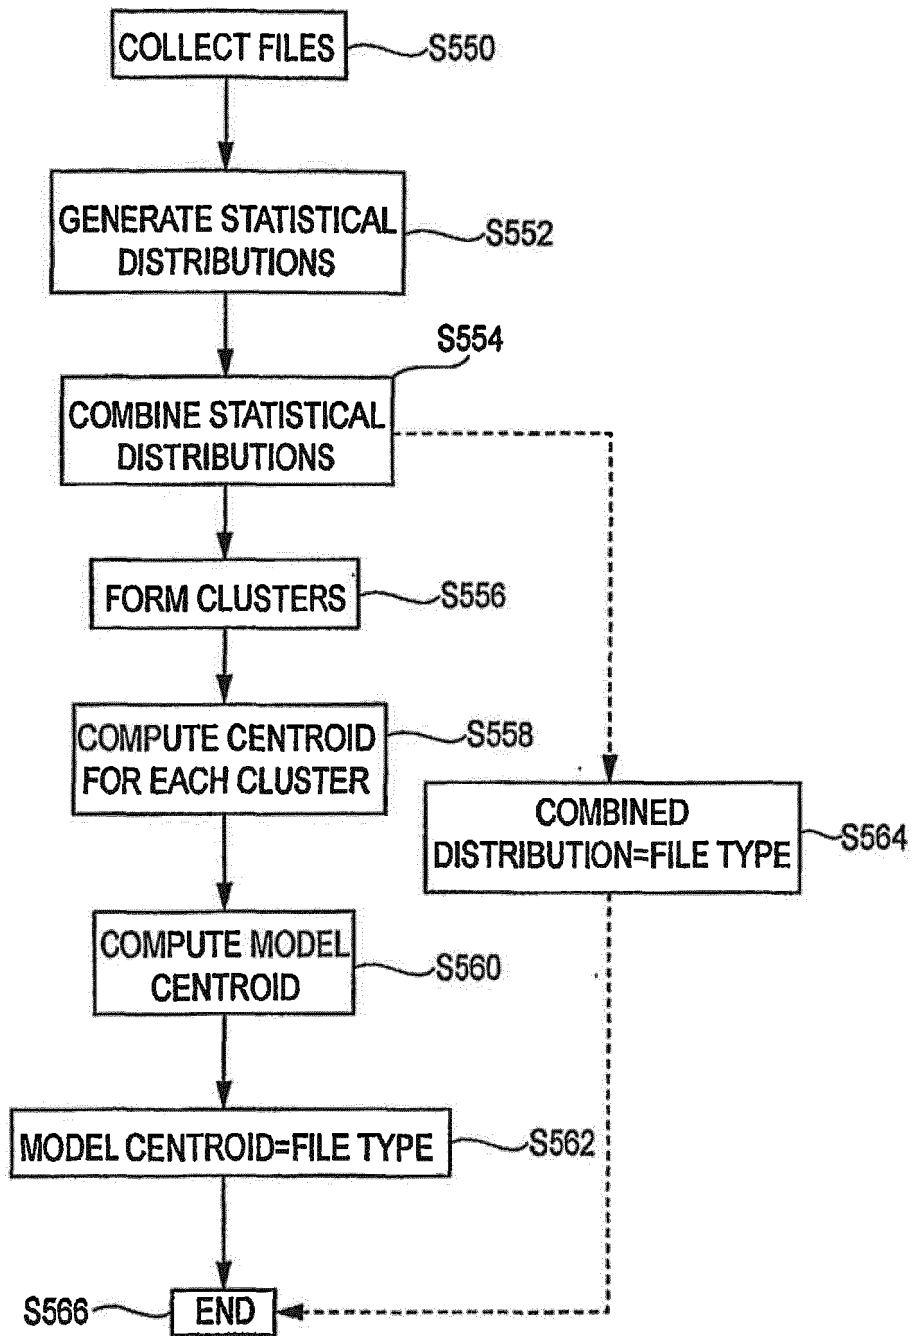 COLLECT FILES
S550
GENERATE STATISTICAL
DISTRIBUTIONS
S552
S554
COMBINE STATISTICAL
DISTRIBUTIONS
FORM CLUSTERS
S556
COMPUTE CENTROID
FOR EACH CLUSTER
S558
COMBINED
DISTRIBUTION=FILE TYPE
S564
COMPUTE MODEL
CENTROID
S560
MODEL CENTROID=FILE TYPE
S562
S566
END